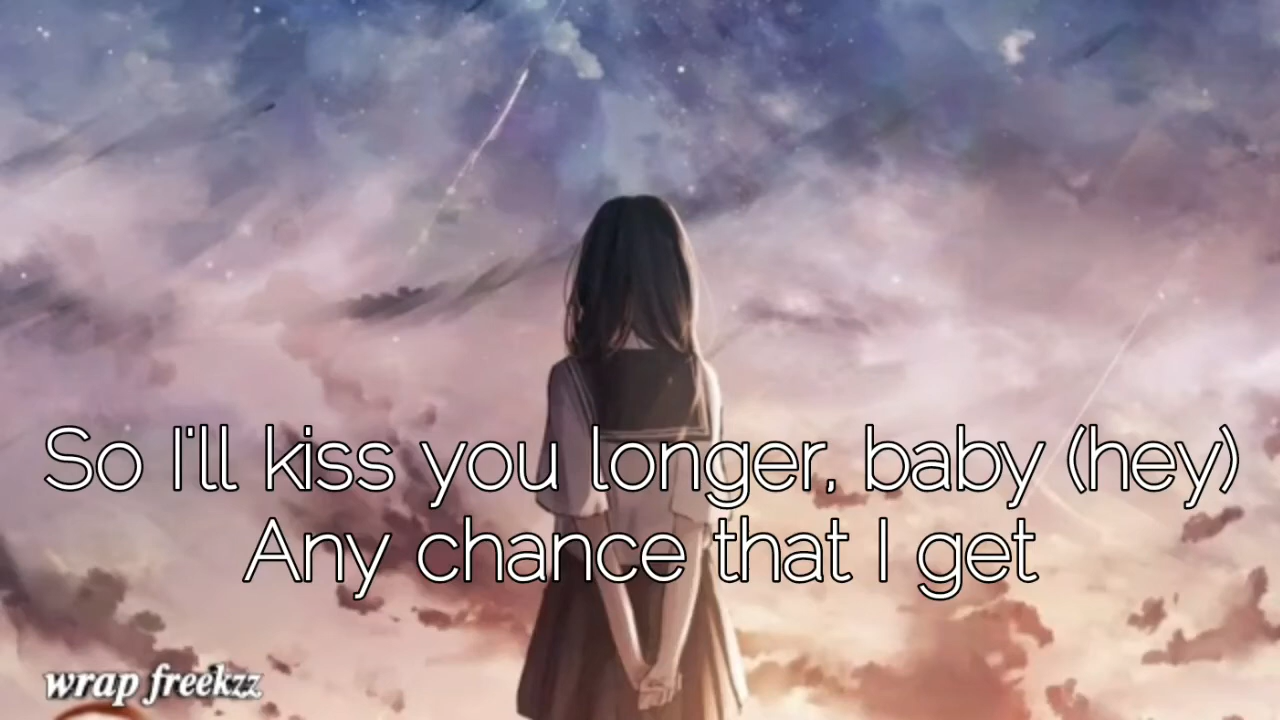 So I'll kiss you longer, baby (hey)
Any chance that I get
wrap freekzz